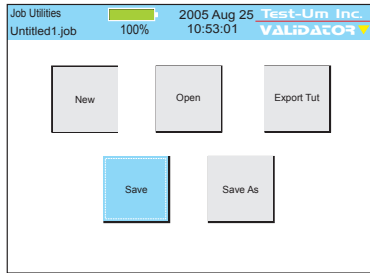 Job Utilities 2005 Aug 25 Test-Um Inc.
Untitled1.job 100% 10:53:01 VALIDATOR
New Open Export Tut
Save Save As